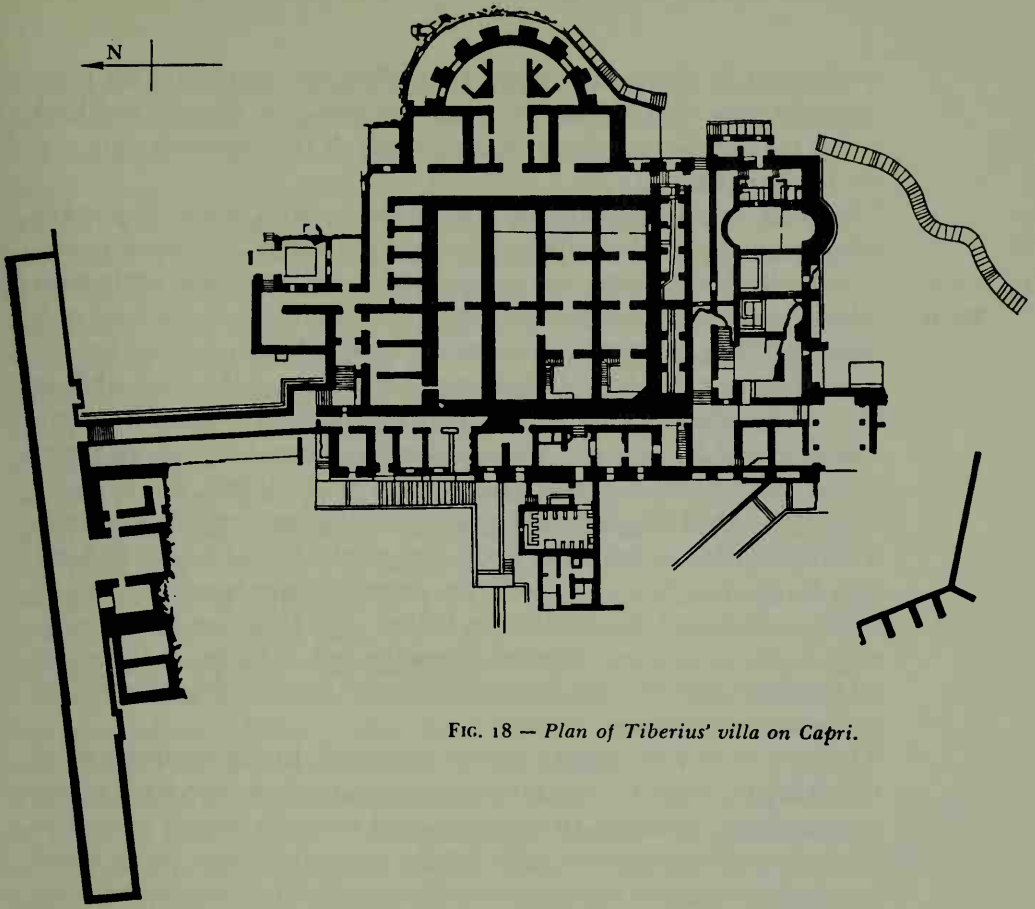 N
FIG. 18 — Plan of Tiberius' villa on Capri.